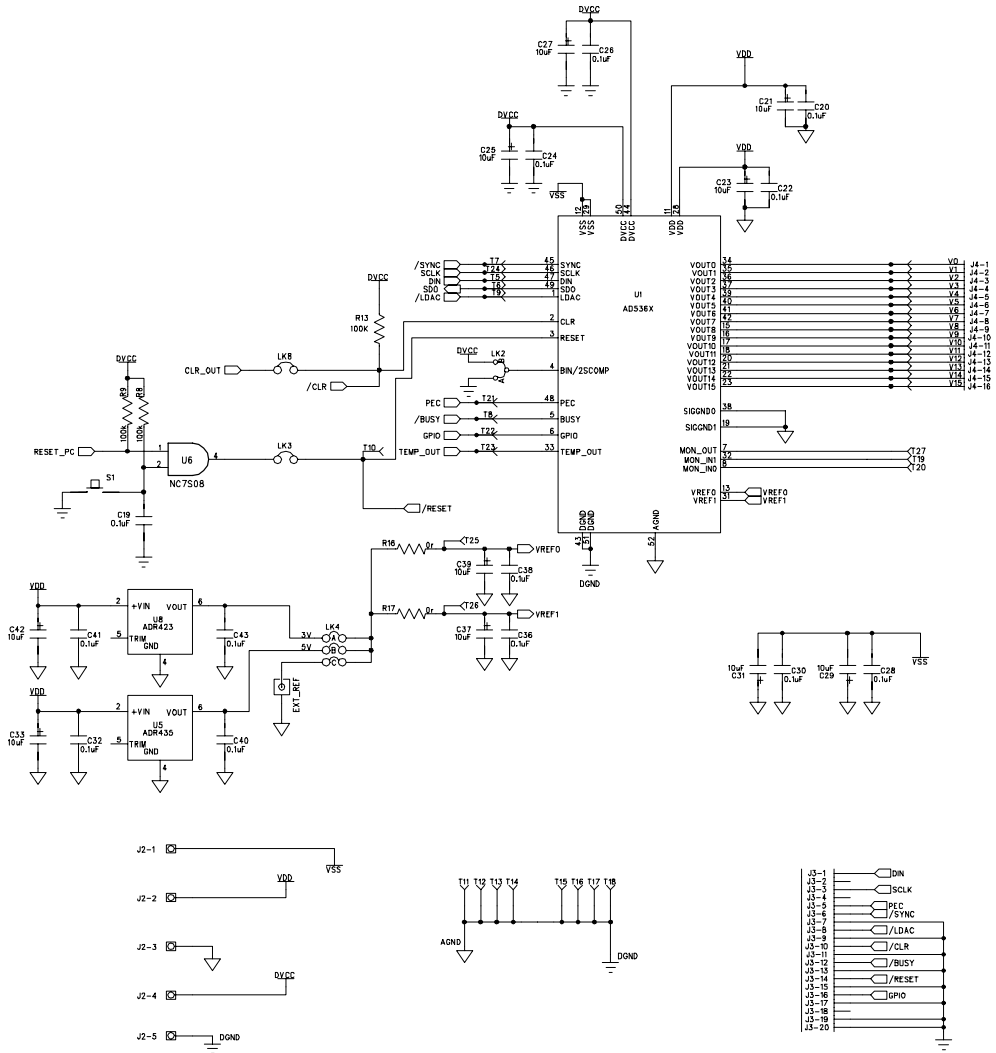 DVCC
C27
10uF
C26
0.1uF
VDD
C21
10uF
C20
0.1uF
DVCC
C25
10uF
C24
0.1uF
VDD
C23
10uF
C22
0.1uF
VSS
12
29
50
44
11
28
VSS
VSS
DVCC
DVCC
VDD
VDD
/SYNC T7 45 SYNC
SCLK T24 46 SCLK
DIN T5 47 DIN
SDO T6 49 SDO
/LDAC T9 1 LDAC
U1
AD536X
VOUT0 34 V0 J4-1
VOUT1 35 V1 J4-2
VOUT2 36 V2 J4-3
VOUT3 37 V3 J4-4
VOUT4 39 V4 J4-5
VOUT5 40 V5 J4-6
VOUT6 41 V6 J4-7
VOUT7 42 V7 J4-8
VOUT8 15 V8 J4-9
VOUT9 16 V9 J4-10
VOUT10 17 V10 J4-11
VOUT11 18 V11 J4-12
VOUT12 20 V12 J4-13
VOUT13 21 V13 J4-14
VOUT14 22 V14 J4-15
VOUT15 23 V15 J4-16
DVCC
R13
100K
2 CLR
3 RESET
DVCC LK2
B
A
4 BIN/2SCOMP
CLR_OUT LK8
/CLR
DVCC
R9
R8
100k
100k
PEC T21 48 PEC
/BUSY T8 5 BUSY
GPIO T22 6 GPIO
TEMP_OUT T23 33 TEMP_OUT
SIGGND0 38
SIGGND1 19
MON_OUT 7 T27
MON_IN1 32 T19
MON_IN0 8 T20
VREF0 13 VREF0
VREF1 31 VREF1
RESET_PC 1
2
U6
4
NC7S08
LK3
T10
/RESET
S1
C19
0.1uF
DGND
DGND
AGND
43
51
52
DGND
R16 0r T25 VREF0
C39
10uF
C38
0.1uF
R17 0r T26 VREF1
C37
10uF
C36
0.1uF
VDD
C42
10uF
C41
0.1uF
2 +VIN VOUT 6
U8
ADR423
5 TRIM
GND
4
C43
0.1uF
3V
5V
LK4
A
B
C
EXT_REF
VDD
C33
10uF
C32
0.1uF
2 +VIN VOUT 6
U5
ADR435
5 TRIM
GND
4
C40
0.1uF
10uF
C31
C30
0.1uF
10uF
C29
C28
0.1uF
VSS
J2-1
VSS
J2-2
VDD
J2-3
J2-4
DVCC
J2-5
DGND
T11 T12 T13 T14 T15 T16 T17 T18
AGND
DGND
J3-1 DIN
J3-2
J3-3 SCLK
J3-4
J3-5 PEC
J3-6 /SYNC
J3-7
J3-8 /LDAC
J3-9
J3-10 /CLR
J3-11
J3-12 /BUSY
J3-13
J3-14 /RESET
J3-15
J3-16 GPIO
J3-17
J3-18
J3-19
J3-20